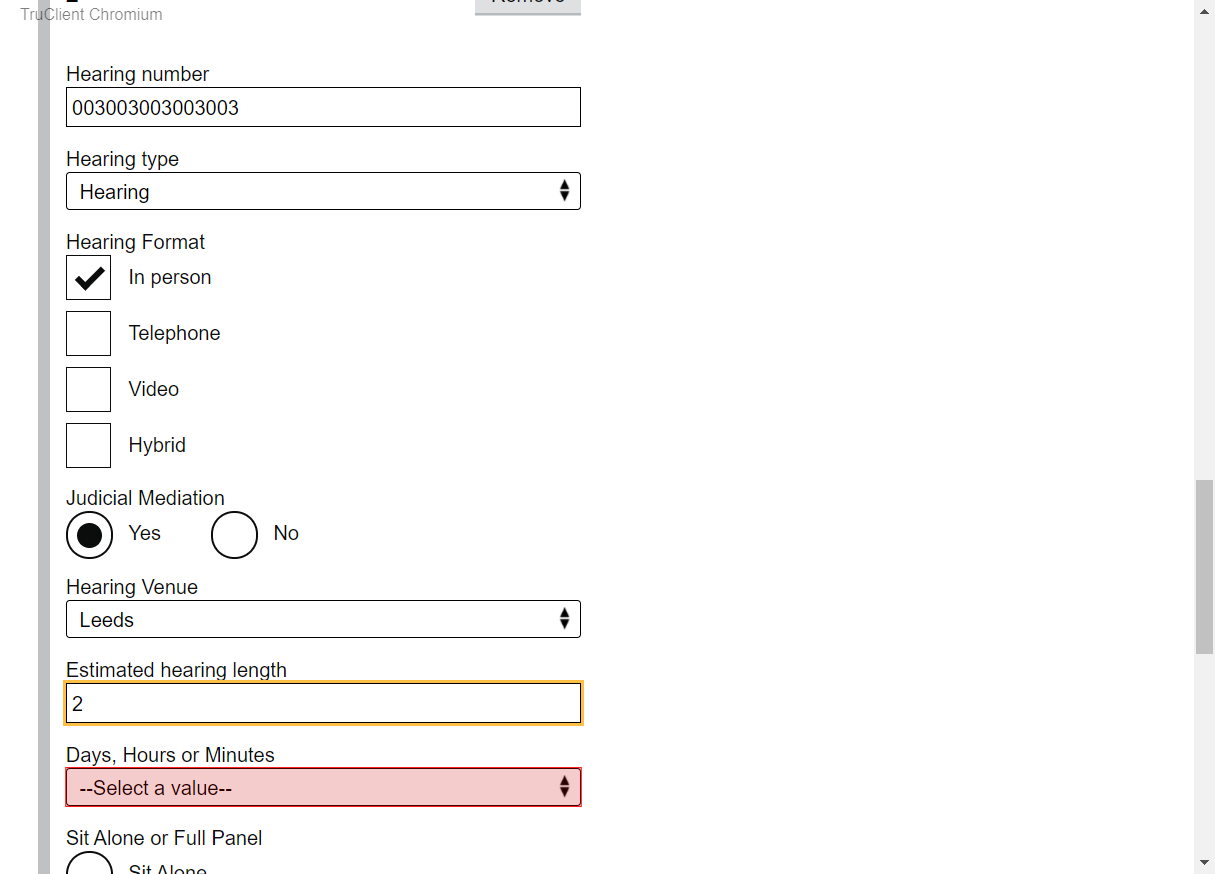 TruClient Chromium
Remove
Hearing number
003003003003003
Hearing type
Hearing
Hearing Format
In person
Telephone
Video
Hybrid
Judicial Mediation
Yes No
Hearing Venue
Leeds
Estimated hearing length
2
Days, Hours or Minutes
--Select a value--
Sit Alone or Full Panel
Sit Alone